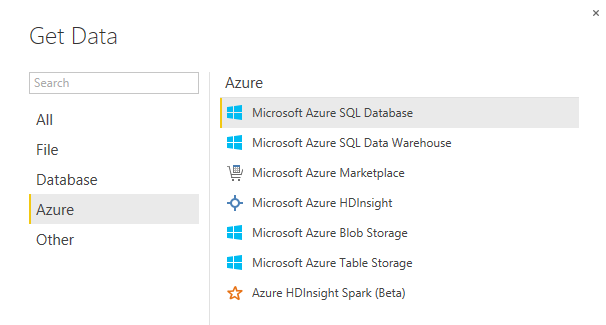 Get Data
Search
All
File
Database
Azure
Other
Azure
Microsoft Azure SQL Database
Microsoft Azure SQL Data Warehouse
Microsoft Azure Marketplace
Microsoft Azure HDInsight
Microsoft Azure Blob Storage
Microsoft Azure Table Storage
Azure HDInsight Spark (Beta)